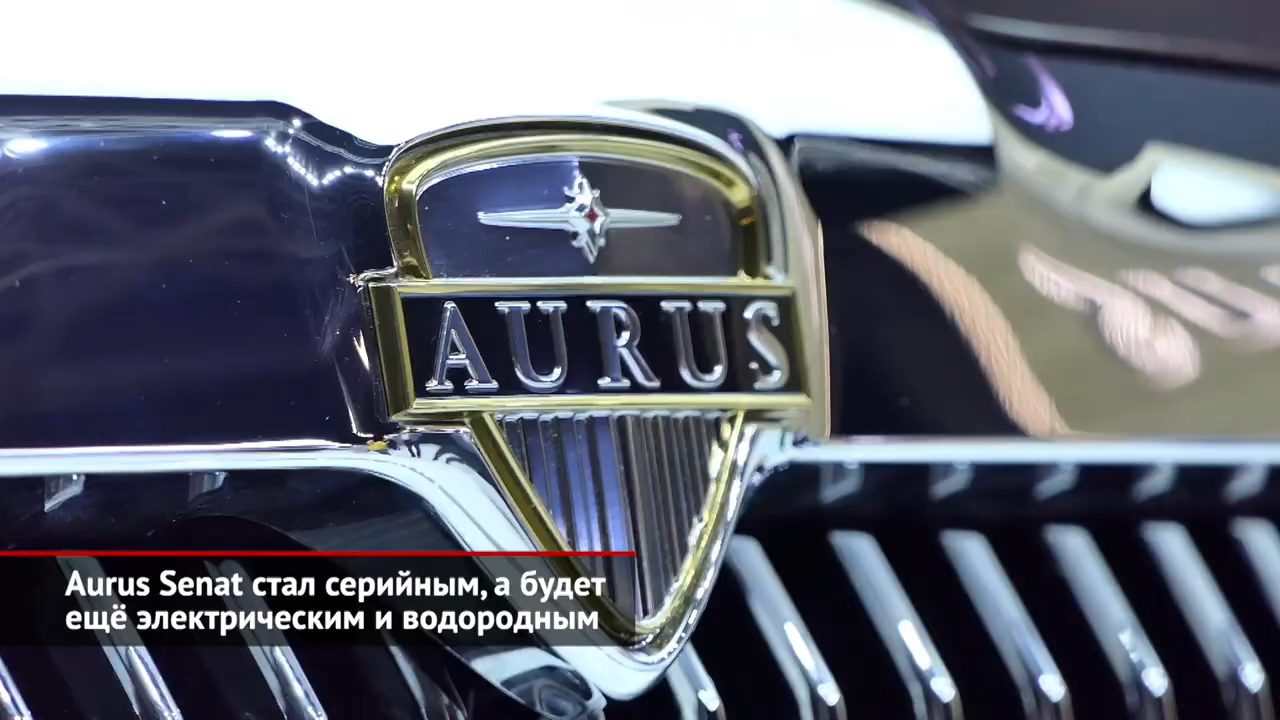 AURUS
Aurus Senat стал серийным, а будет
ещё электрическим и водородным